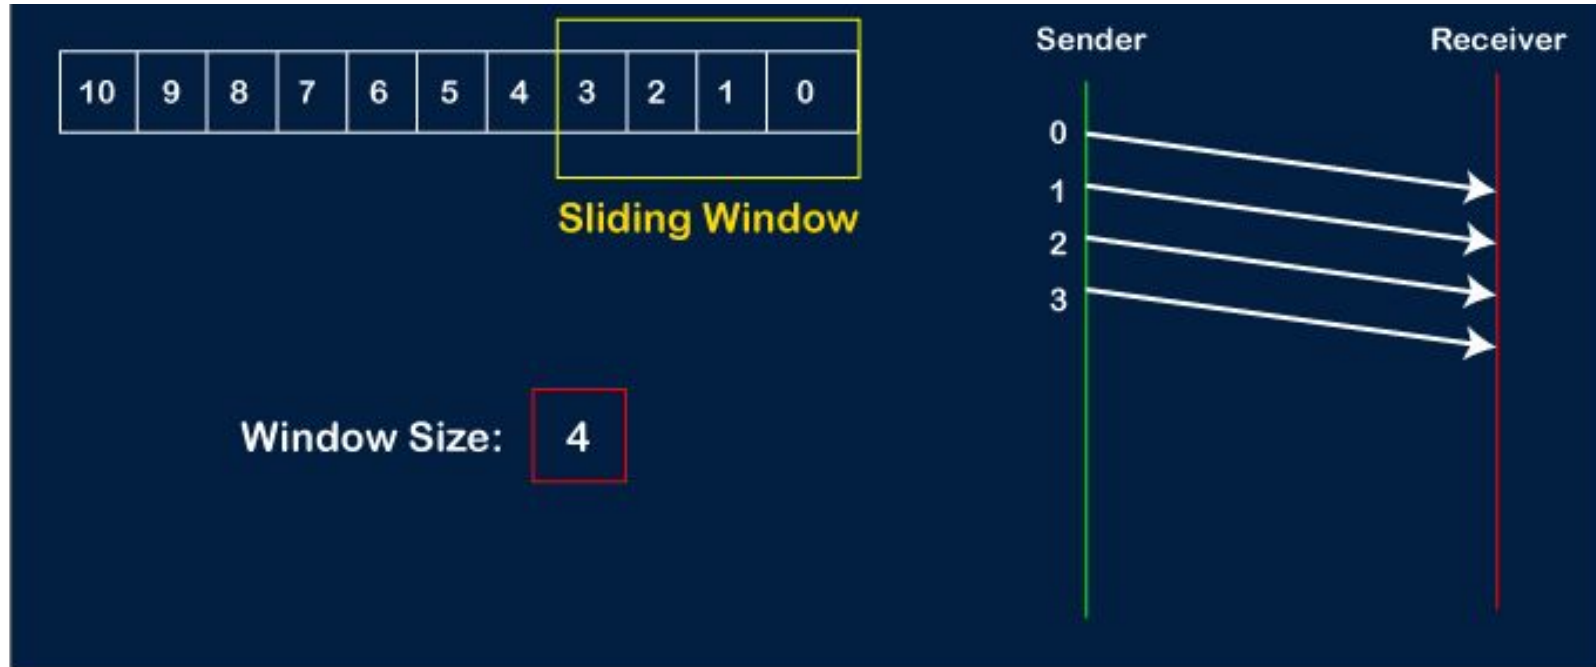 10 9 8 7 6 5 4 3 2 1 0
Sliding Window
Window Size: 4
Sender Receiver
0
1
2
3